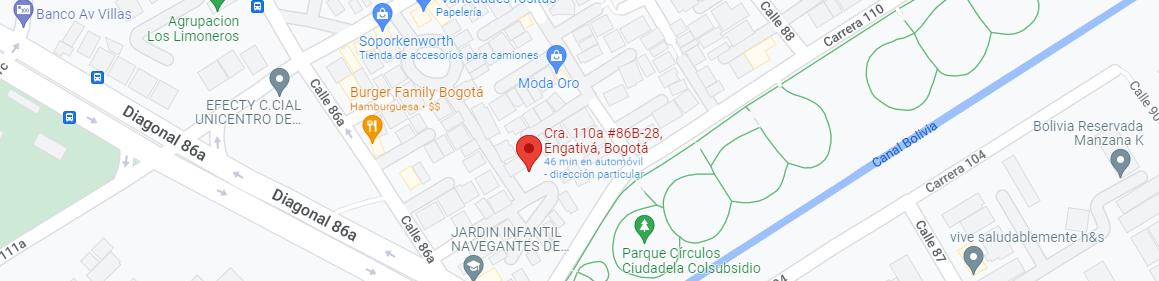 Banco Av Villas
Agrupacion
Los Limoneros
Papelería
Soporkenworth
Tienda de accesorios para camiones
Calle 88
Carrera 110
Moda Oro
Burger Family Bogotá
Hamburguesa • $$
EFECTY C.CIAL
UNICENTRO DE...
Calle 86a
Diagonal 86a
Cra. 110a #86B-28,
Engativá, Bogotá
46 min en automóvil
- dirección particular
Canal Bolivia
Carrera 104
Calle 90
Bolivia Reservada
Manzana K
Diagonal 86a
Calle 86a
111a
JARDIN INFANTIL
NAVEGANTES DE...
Parque Círculos
Ciudadela Colsubsidio
Calle 87
vive saludablemente h&s